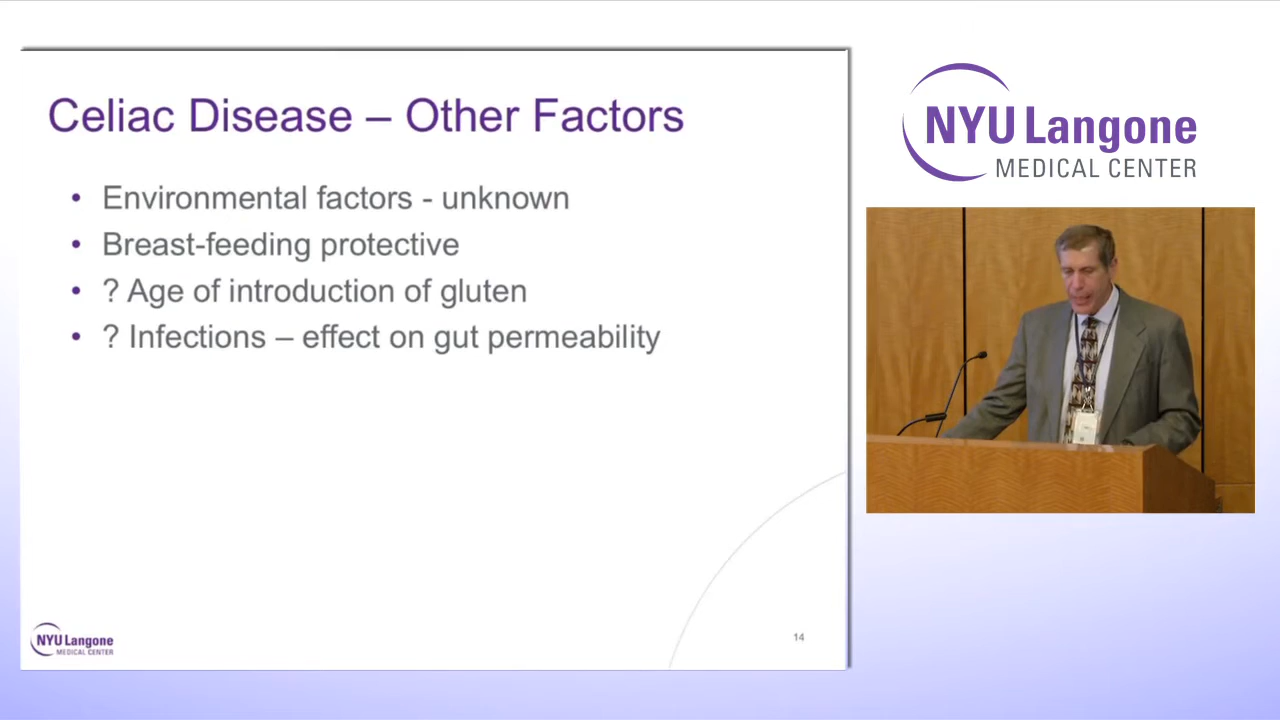 Celiac Disease – Other Factors
• Environmental factors - unknown
• Breast-feeding protective
• ? Age of introduction of gluten
• ? Infections – effect on gut permeability
NYU Langone
MEDICAL CENTER
14
NYU Langone
MEDICAL CENTER